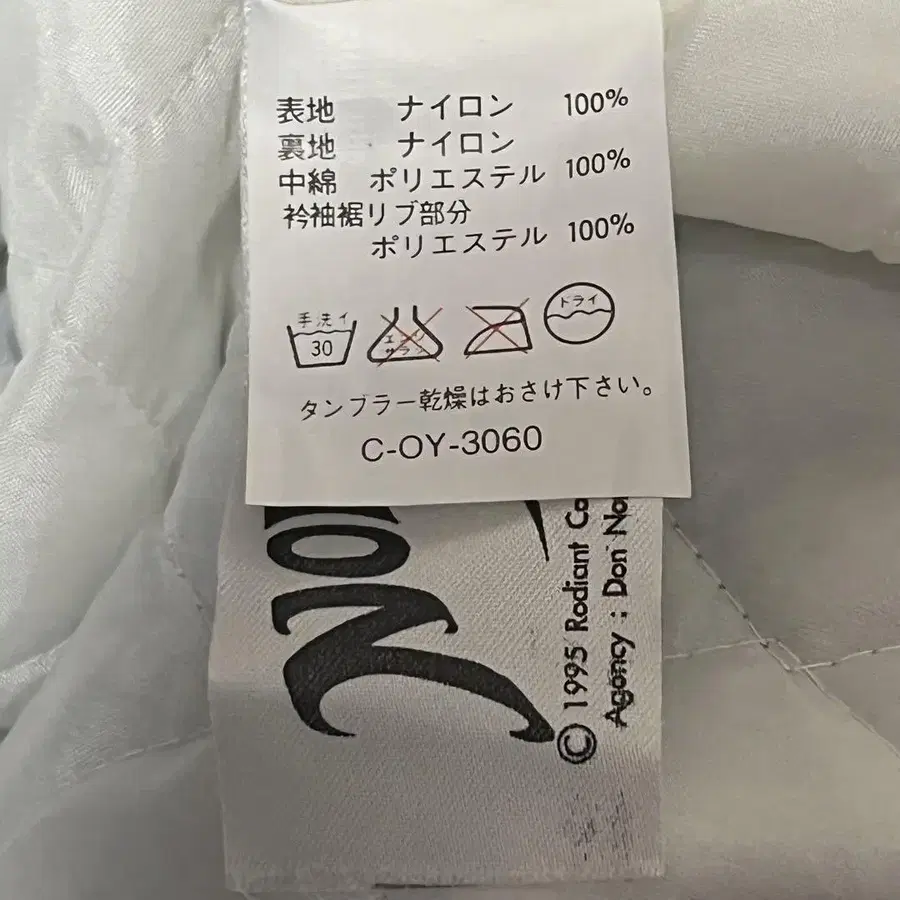 表地 ナイロン 100%
裏地 ナイロン
中綿 ポリエステル 100%
衿袖裾リブ部分
ポリエステル 100%
手洗イ
30
ドライ
タンブラー乾燥はおさけ下さい。
C-OY-3060
© 1995 Radiant Co
Agency : Don No